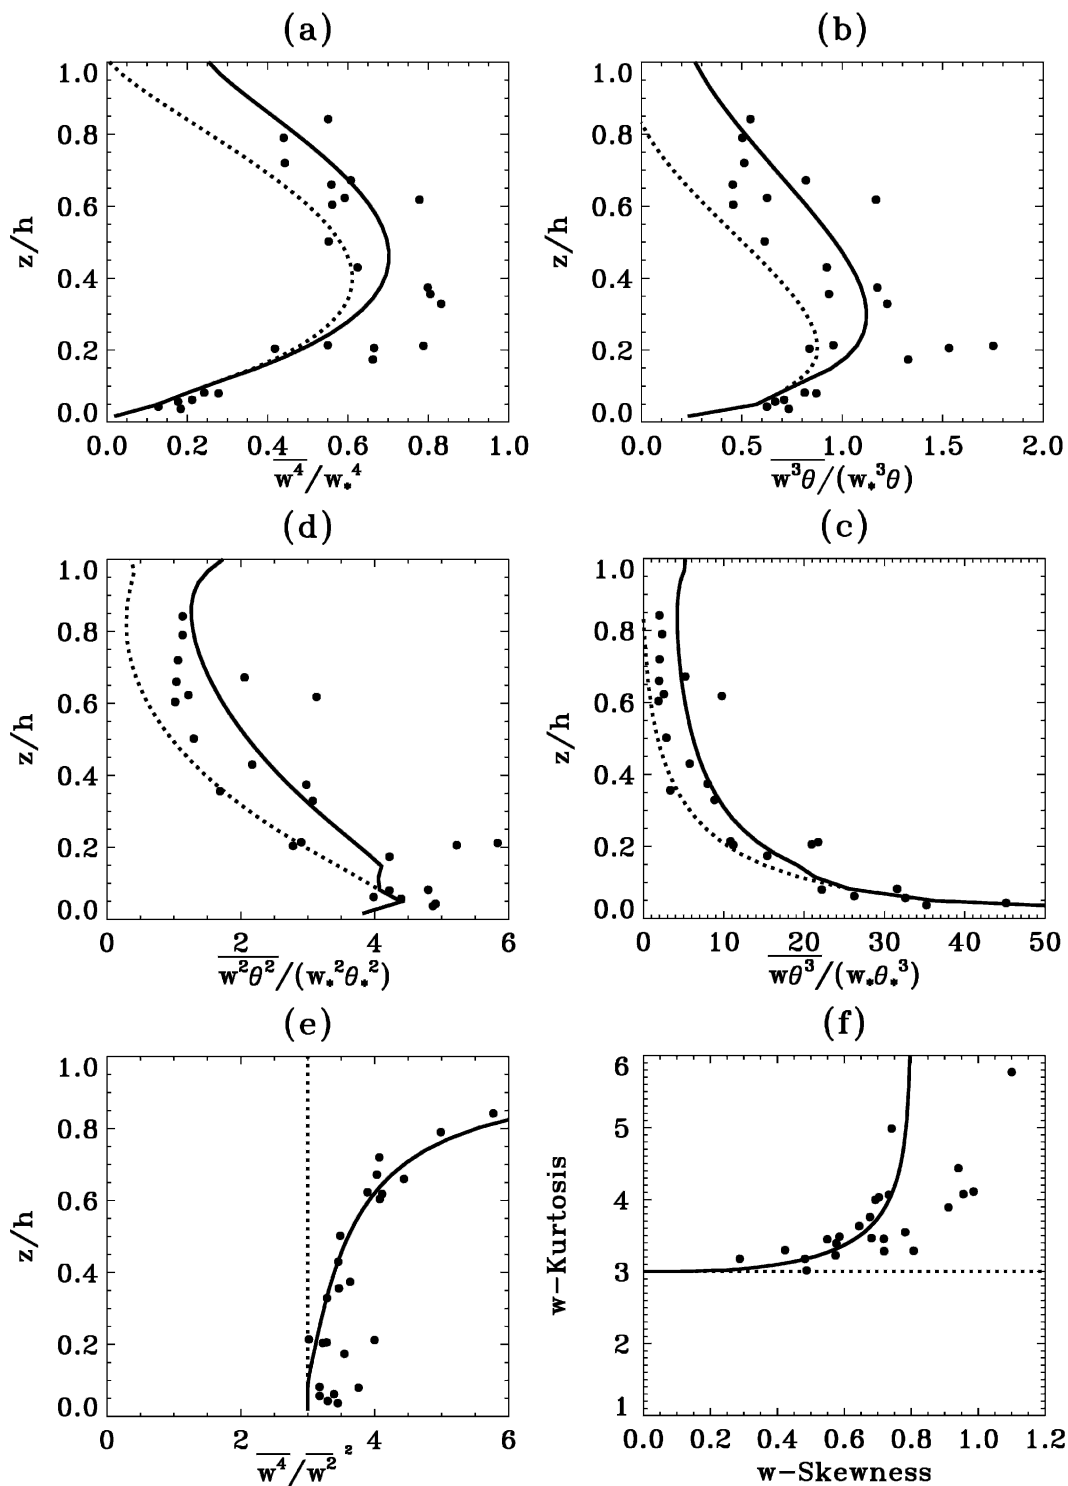 (a)
1.0
0.8
0.6
0.4
0.2
0.0
z/h
0.0 0.2 0.4 0.6 0.8 1.0
w⁴/w*⁴
(b)
1.0
0.8
0.6
0.4
0.2
0.0
z/h
0.0 0.5 1.0 1.5 2.0
w³θ/(w*³θ)
(d)
1.0
0.8
0.6
0.4
0.2
0.0
z/h
0 2 4 6
w²θ²/(w*²θ*²)
(c)
1.0
0.8
0.6
0.4
0.2
0.0
z/h
0 10 20 30 40 50
wθ³/(w*θ*³)
(e)
1.0
0.8
0.6
0.4
0.2
0.0
z/h
0 2 4 6
w⁴/w²²
(f)
6
5
4
3
2
1
w-Kurtosis
0.0 0.2 0.4 0.6 0.8 1.0 1.2
w-Skewness